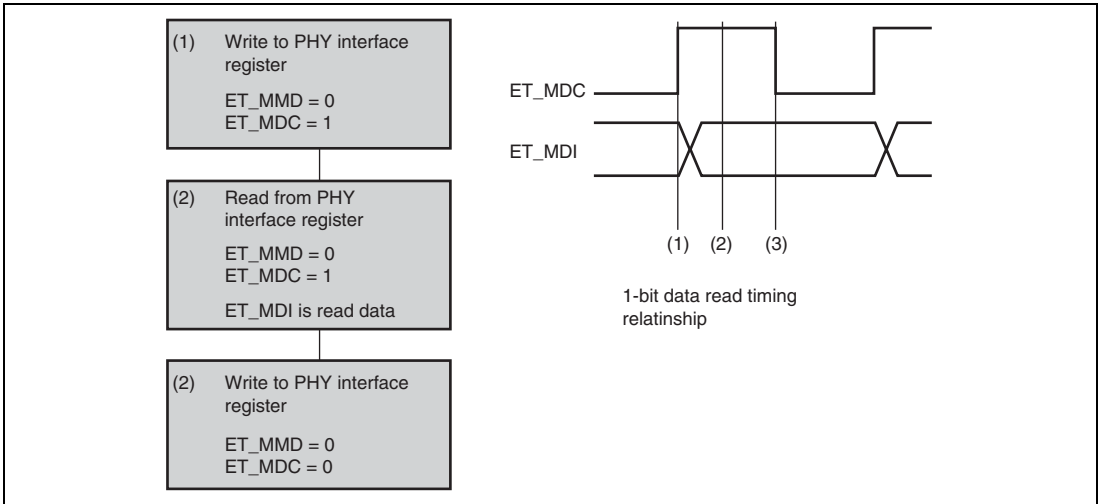 (1) Write to PHY interface
register
ET_MMD = 0
ET_MDC = 1
(2) Read from PHY
interface register
ET_MMD = 0
ET_MDC = 1
ET_MDI is read data
(2) Write to PHY interface
register
ET_MMD = 0
ET_MDC = 0
ET_MDC
ET_MDI
(1) (2) (3)
1-bit data read timing
relatinship